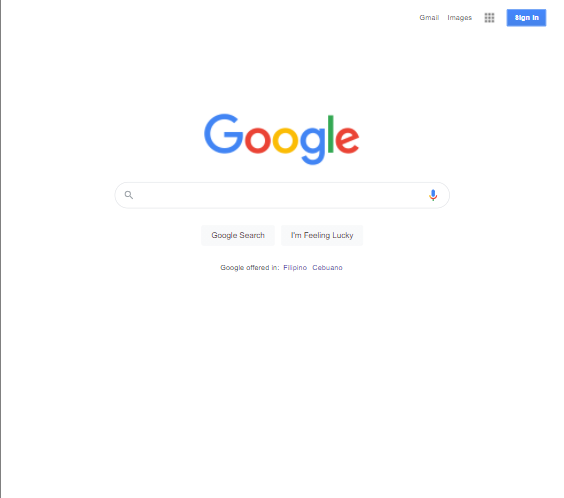 Gmail Images Sign in
Google
Google Search I'm Feeling Lucky
Google offered in: Filipino Cebuano